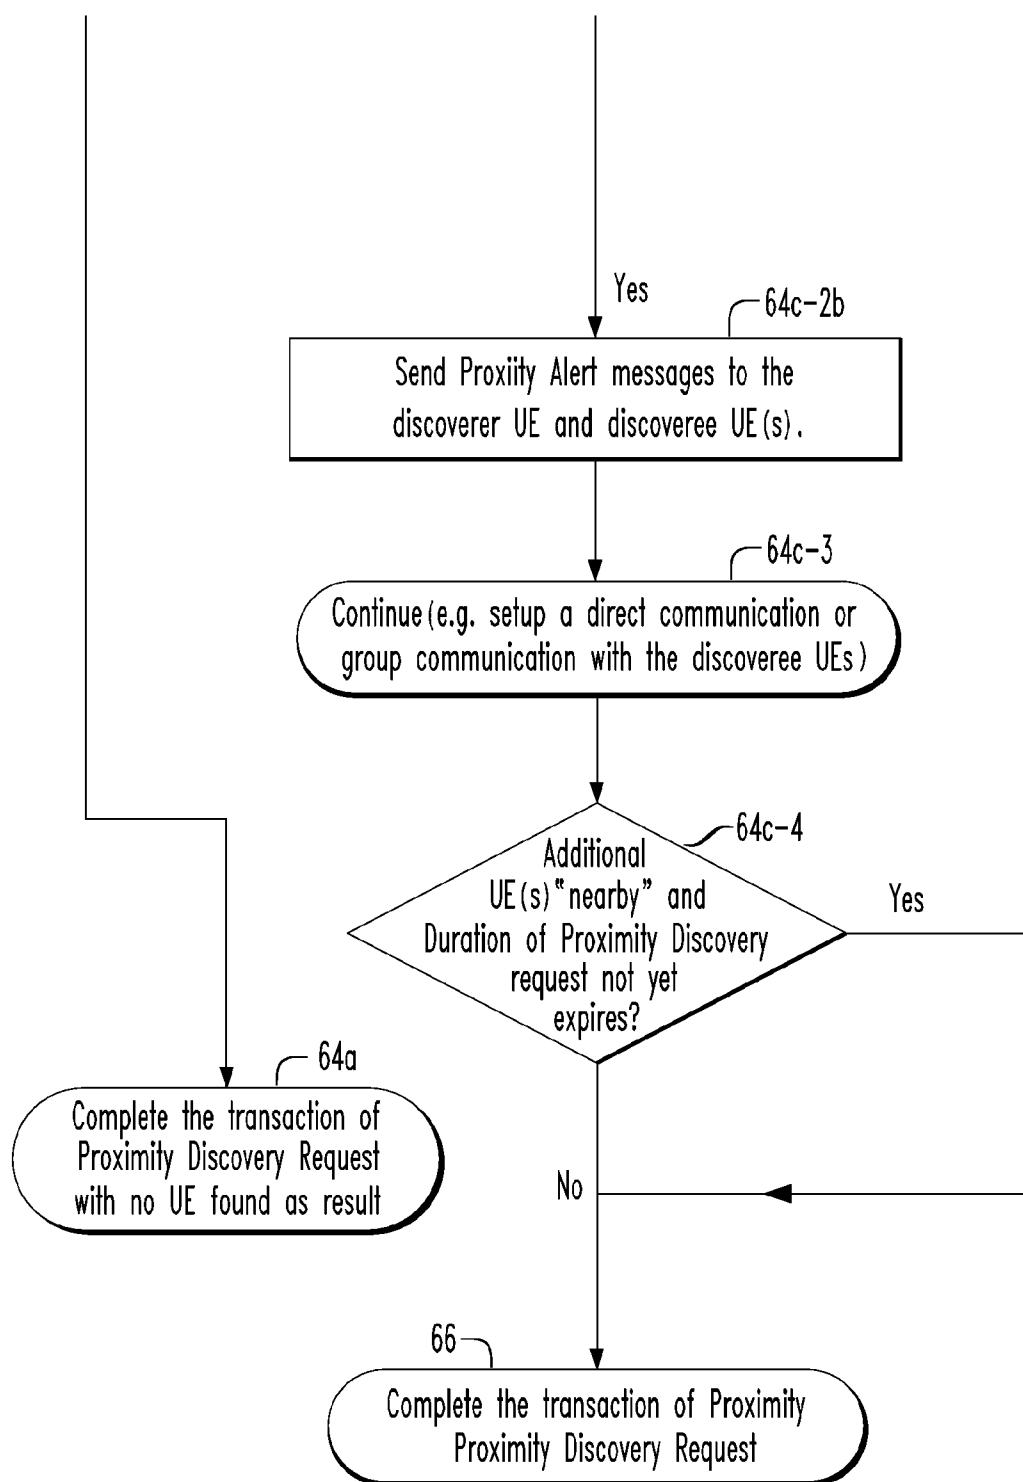 Yes
64c-2b
Send Proxiity Alert messages to the
discoverer UE and discoveree UE(s).
64c-3
Continue(e.g. setup a direct communication or
group communication with the discoveree UEs)
64c-4
Additional
UE(s)"nearby" and
Duration of Proximity Discovery
request not yet
expires?
Yes
64a
Complete the transaction of
Proximity Discovery Request
with no UE found as result
No
66
Complete the transaction of Proximity
Proximity Discovery Request